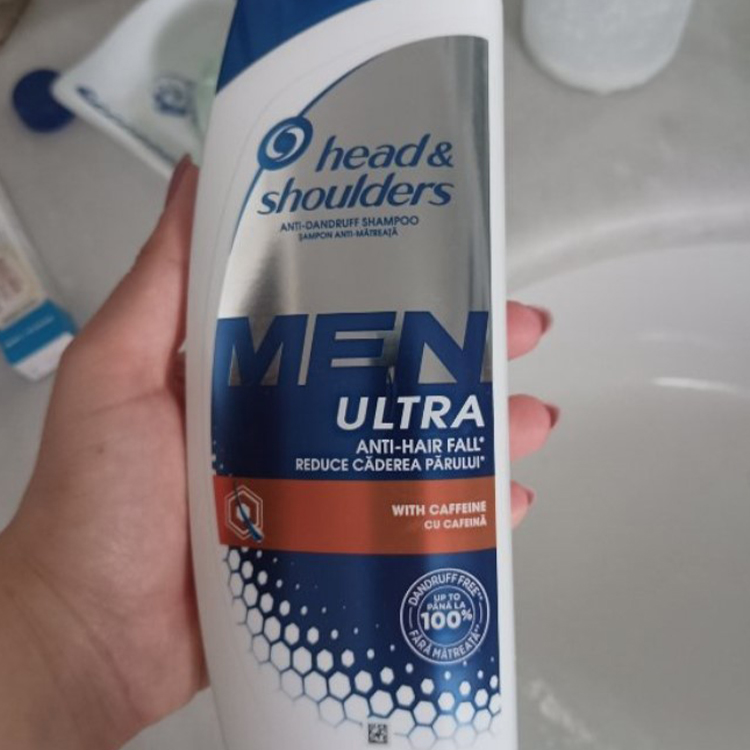 head &
shoulders
ANTI-DANDRUFF SHAMPOO
ȘAMPON ANTI-MĂTREAȚĂ
MEN
ULTRA
ANTI-HAIR FALL*
REDUCE CĂDEREA PĂRULUI*
WITH CAFFEINE
CU CAFEINĂ
DANDRUFF FREE**
UP TO
PÂNĂ LA
100%
FĂRĂ MĂTREAȚĂ**